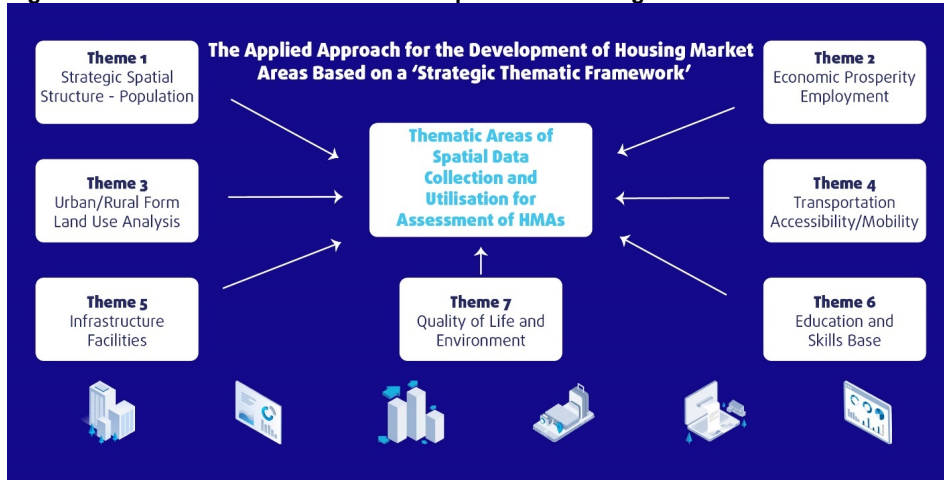 The Applied Approach for the Development of Housing Market
Areas Based on a ‘Strategic Thematic Framework’
Theme 1
Strategic Spatial
Structure - Population
Theme 2
Economic Prosperity
Employment
Thematic Areas of
Spatial Data
Collection and
Utilisation for
Assessment of HMAs
Theme 3
Urban/Rural Form
Land Use Analysis
Theme 4
Transportation
Accessibility/Mobility
Theme 5
Infrastructure
Facilities
Theme 7
Quality of Life and
Environment
Theme 6
Education and
Skills Base